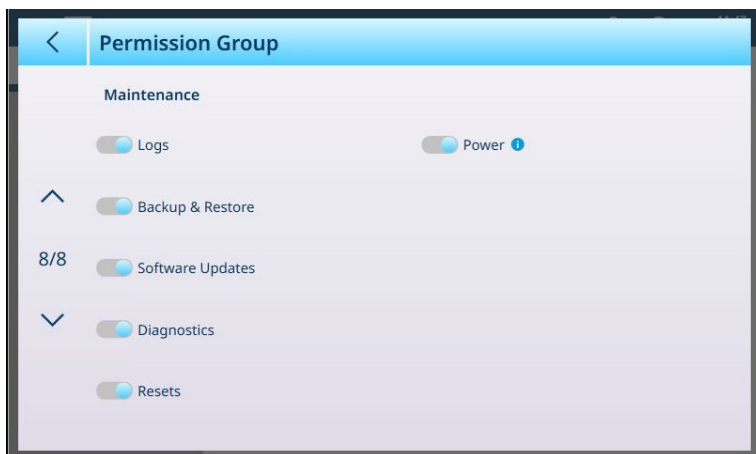 Permission Group
Maintenance
Logs
Power
Backup & Restore
8/8
Software Updates
Diagnostics
Resets